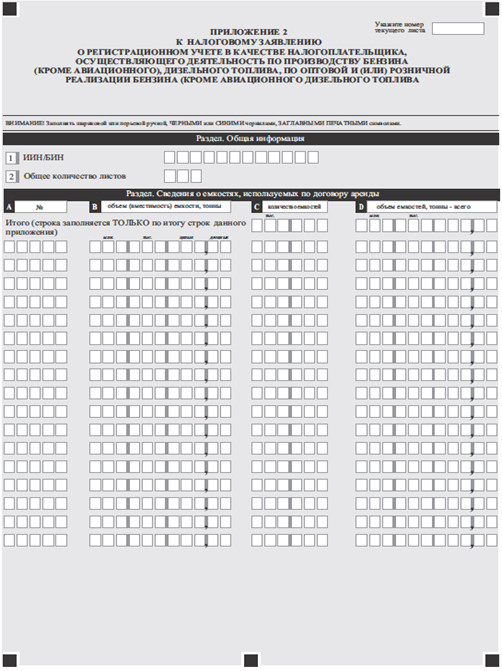 Укажите номер
текущего листа
ПРИЛОЖЕНИЕ 2
К НАЛОГОВОМУ ЗАЯВЛЕНИЮ
О РЕГИСТРАЦИОННОМ УЧЕТЕ В КАЧЕСТВЕ НАЛОГОПЛАТЕЛЬЩИКА,
ОСУЩЕСТВЛЯЮЩЕГО ДЕЯТЕЛЬНОСТЬ ПО ПРОИЗВОДСТВУ БЕНЗИНА
(КРОМЕ АВИАЦИОННОГО), ДИЗЕЛЬНОГО ТОПЛИВА, ПО ОПТОВОЙ И (ИЛИ) РОЗНИЧНОЙ
РЕАЛИЗАЦИИ БЕНЗИНА (КРОМЕ АВИАЦИОННОГО ДИЗЕЛЬНОГО ТОПЛИВА
ВНИМАНИЕ! Заполнять шариковой или перьевой ручкой, ЧЕРНЫМИ или СИНИМИ чернилами, ЗАГЛАВНЫМИ ПЕЧАТНЫМИ символами.
Раздел. Общая информация
1 ИИН/БИН
2 Общее количество листов
Раздел. Сведения о емкостях, используемых по договору аренды
A № B объем (вместимость) емкости, тонны C количество емкостей D объем емкостей, тонны - всего
млн тыс.
Итого (строка заполняется ТОЛЬКО по итогу строк данного
приложения)
млн тыс.